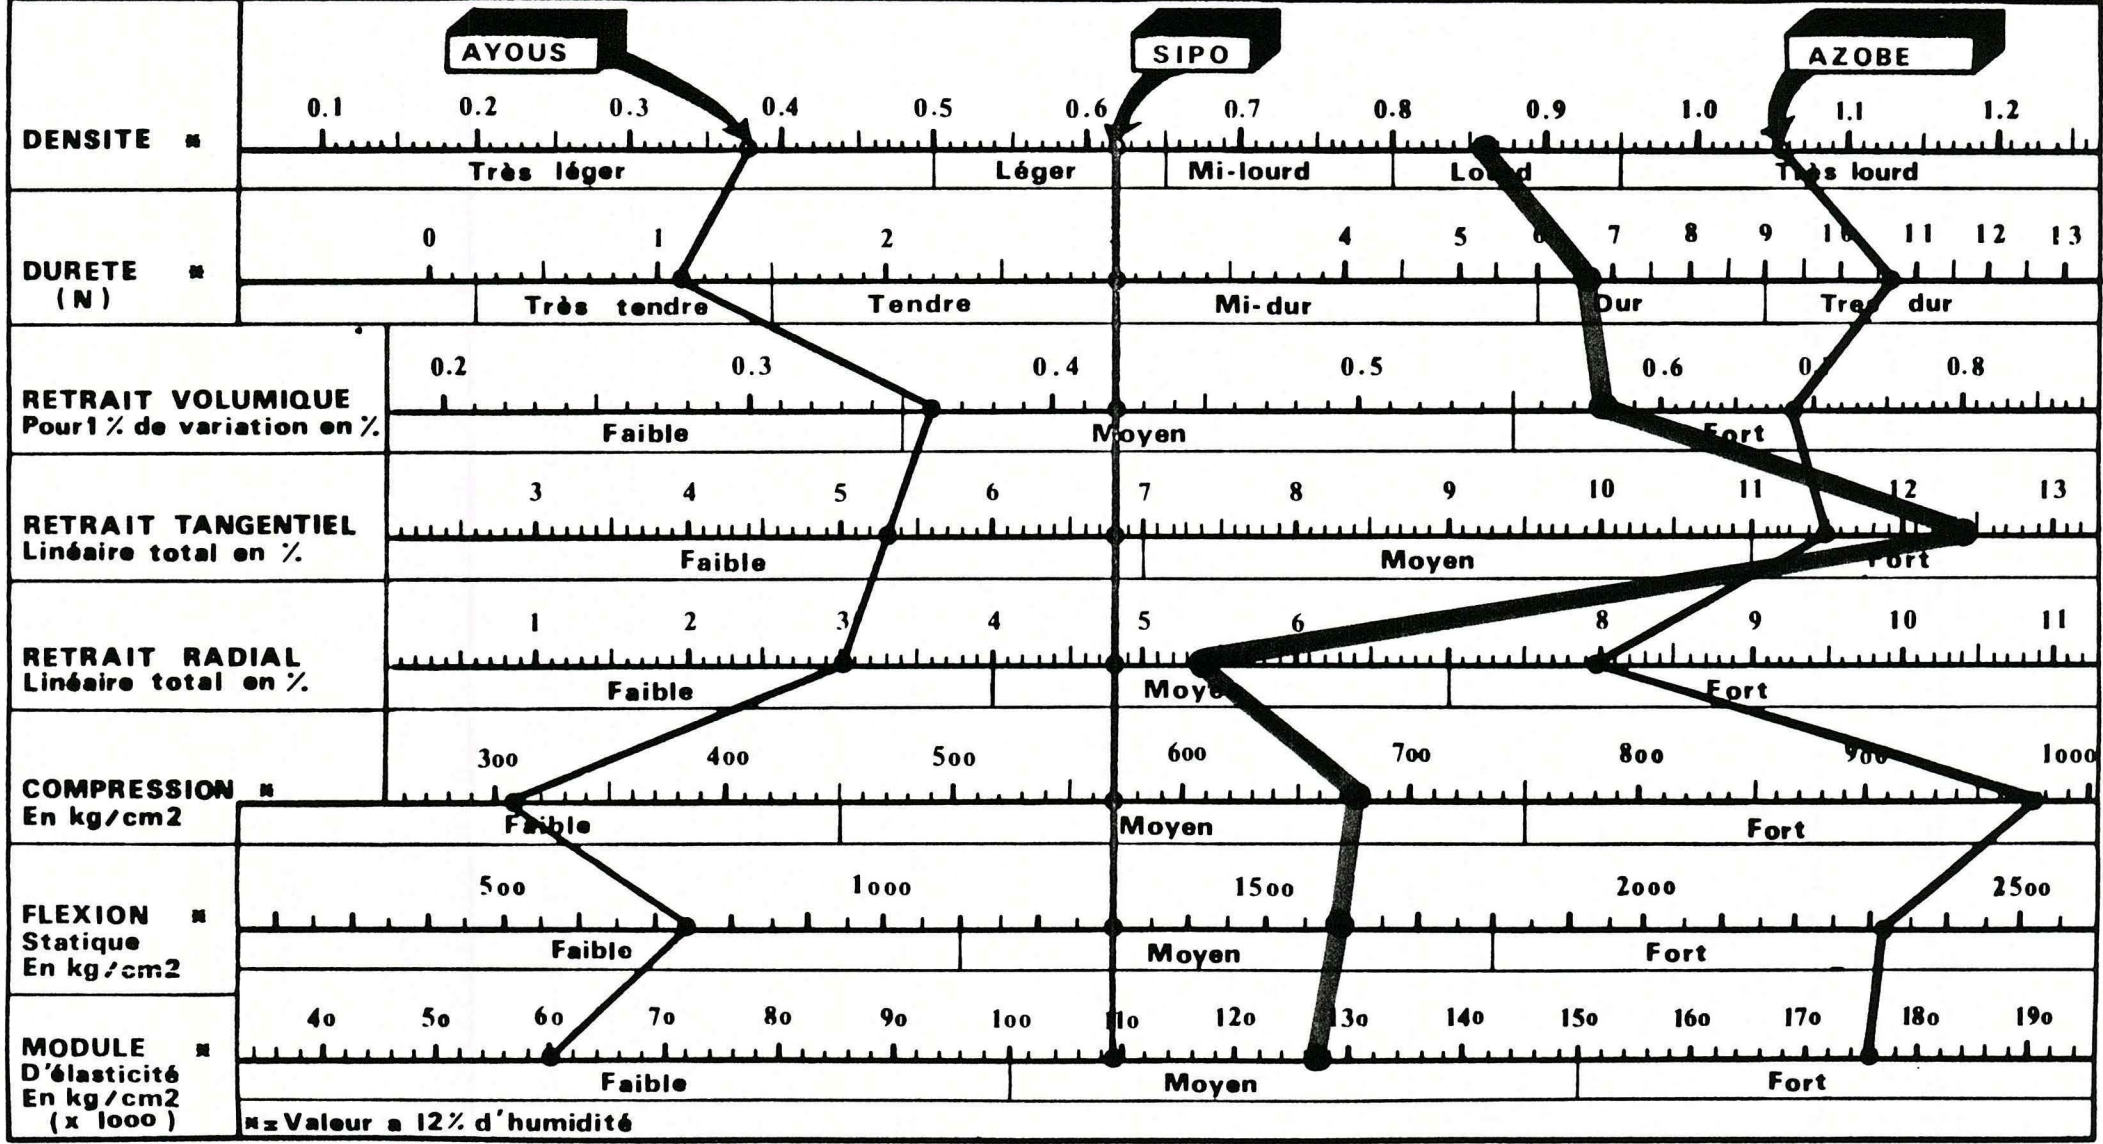 AYOUS SIPO AZOBE
0.1 0.2 0.3 0.4 0.5 0.6 0.7 0.8 0.9 1.0 1.1 1.2
DENSITE ¤
Très léger Léger Mi-lourd Lourd Très lourd
0 1 2 4 5 6 7 8 9 10 11 12 13
DURETE ¤
(N)
Très tendre Tendre Mi-dur Dur Tres dur
0.2 0.3 0.4 0.5 0.6 0.8
RETRAIT VOLUMIQUE
Pour 1 % de variation en %.
Faible Moyen Fort
3 4 5 6 7 8 9 10 11 12 13
RETRAIT TANGENTIEL
Linéaire total en %
Faible Moyen Fort
1 2 3 4 5 6 8 9 10 11
RETRAIT RADIAL
Linéaire total en %.
Faible Moyen Fort
300 400 500 600 700 800 900 1000
COMPRESSION ¤
En kg/cm2
Faible Moyen Fort
500 1000 1500 2000 2500
FLEXION ¤
Statique
En kg/cm2
Faible Moyen Fort
40 50 60 70 80 90 100 110 120 130 140 150 160 170 180 190
MODULE ¤
D'élasticité
En kg/cm2
(x 1000)
Faible Moyen Fort
¤ = Valeur a 12% d'humidité